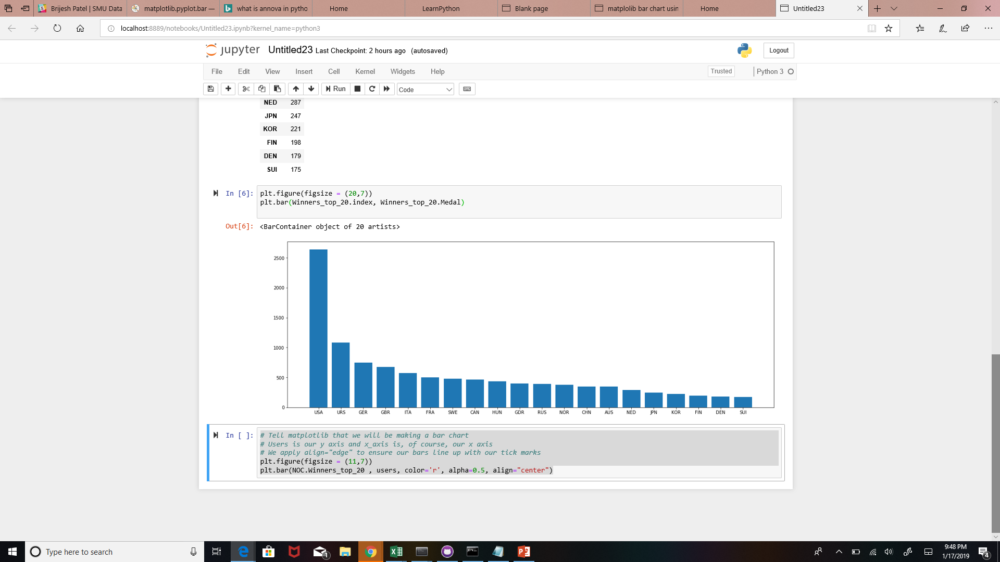 Brijesh Patel | SMU Data
matplotlib.pyplot.bar —
what is annova in pytho
Home
LearnPython
Blank page
matplolib bar chart usin
Home
Untitled23
localhost:8889/notebooks/Untitled23.ipynb?kernel_name=python3
jupyter Untitled23 Last Checkpoint: 2 hours ago (autosaved)
Logout
File Edit View Insert Cell Kernel Widgets Help
Trusted
Python 3
Run
Code
NED 287
JPN 247
KOR 221
FIN 198
DEN 179
SUI 175
In [6]: plt.figure(figsize = (20,7))
plt.bar(Winners_top_20.index, Winners_top_20.Medal)
Out[6]: <BarContainer object of 20 artists>
2500
2000
1500
1000
500
0
USA URS GER GBR ITA FRA SWE CAN HUN GDR RUS NOR CHN AUS NED JPN KOR FIN DEN SUI
In [ ]: # Tell matplotlib that we will be making a bar chart
# Users is our y axis and x_axis is, of course, our x axis
# We apply align="edge" to ensure our bars line up with our tick marks
plt.figure(figsize = (11,7))
plt.bar(NOC.Winners_top_20 , users, color='r', alpha=0.5, align="center")
Type here to search
1
9:48 PM
1/17/2019
4